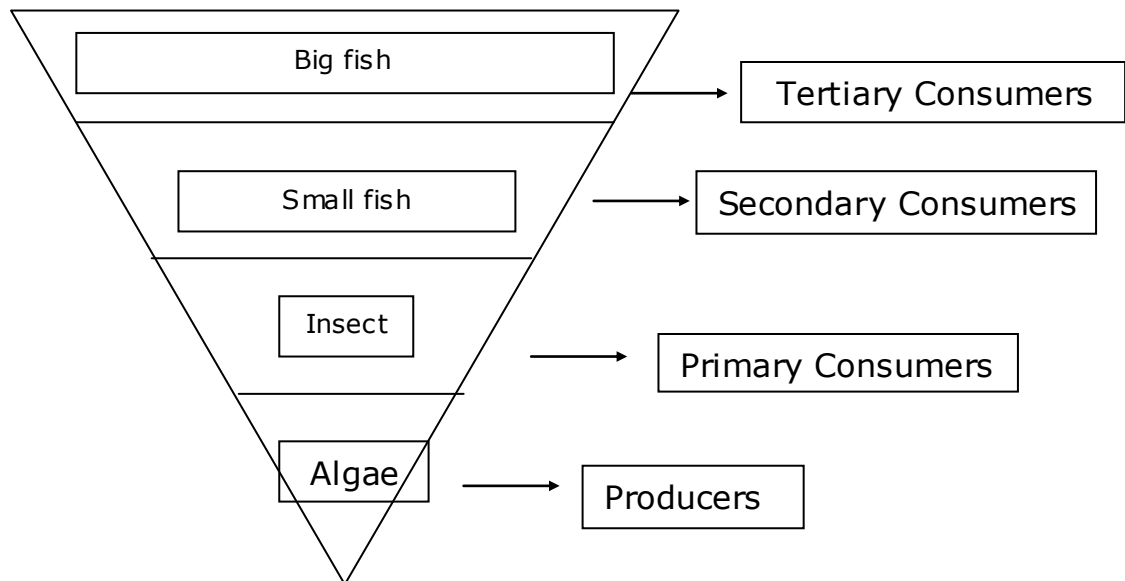 Big fish
Tertiary Consumers
Small fish
Secondary Consumers
Insect
Primary Consumers
Algae
Producers